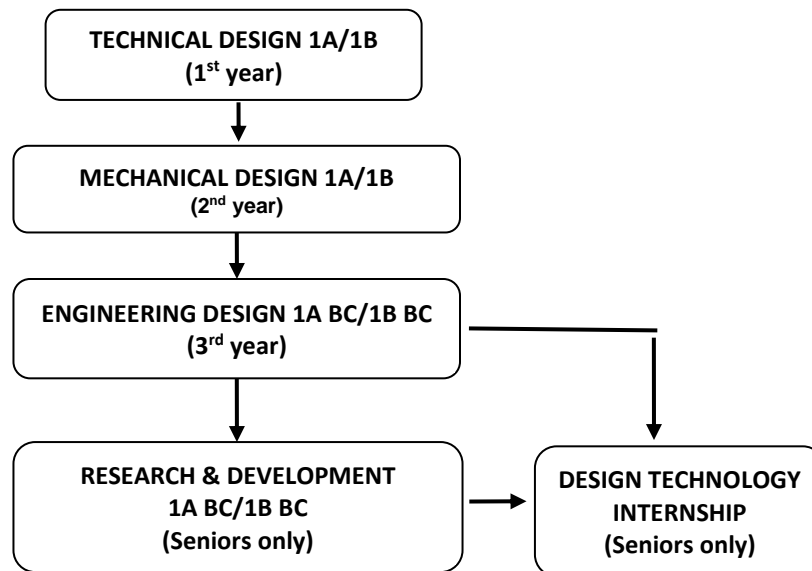 TECHNICAL DESIGN 1A/1B
(1st year)
MECHANICAL DESIGN 1A/1B
(2nd year)
ENGINEERING DESIGN 1A BC/1B BC
(3rd year)
RESEARCH & DEVELOPMENT
1A BC/1B BC
(Seniors only)
DESIGN TECHNOLOGY
INTERNSHIP
(Seniors only)